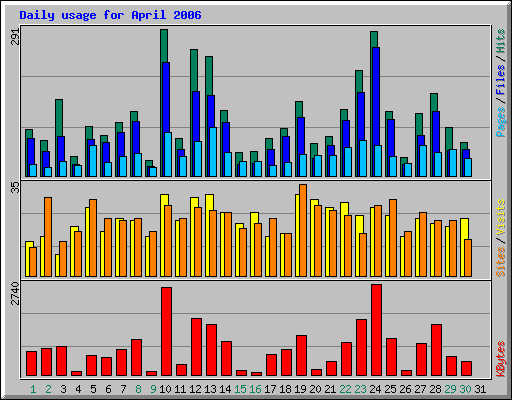 Daily usage for April 2006
291
Pages / Files / Hits
35
Sites / Visits
2740
KBytes
1 2 3 4 5 6 7 8 9 10 11 12 13 14 15 16 17 18 19 20 21 22 23 24 25 26 27 28 29 30 31